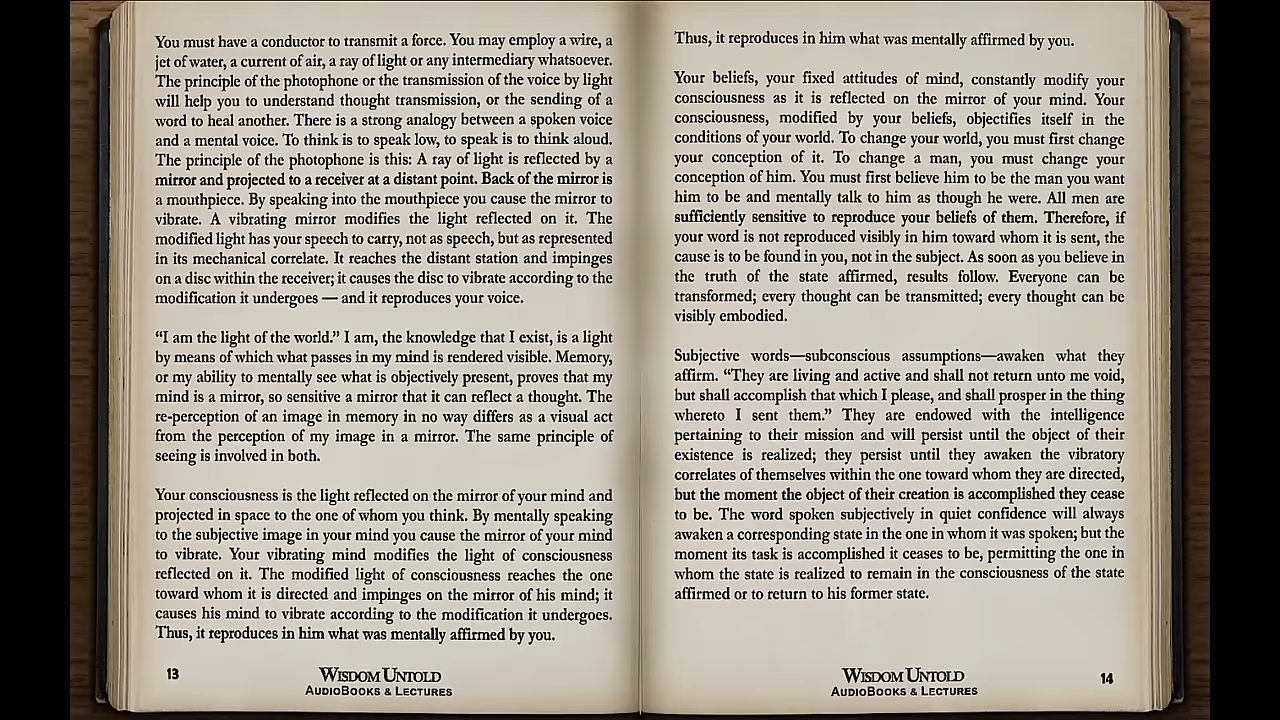 You must have a conductor to transmit a force. You may employ a wire, a
jet of water, a current of air, a ray of light or any intermediary whatsoever.
The principle of the photophone or the transmission of the voice by light
will help you to understand thought transmission, or the sending of a
word to heal another. There is a strong analogy between a spoken voice
and a mental voice. To think is to speak low, to speak is to think aloud.
The principle of the photophone is this: A ray of light is reflected by a
mirror and projected to a receiver at a distant point. Back of the mirror is
a mouthpiece. By speaking into the mouthpiece you cause the mirror to
vibrate. A vibrating mirror modifies the light reflected on it. The
modified light has your speech to carry, not as speech, but as represented
in its mechanical correlate. It reaches the distant station and impinges
on a disc within the receiver; it causes the disc to vibrate according to the
modification it undergoes — and it reproduces your voice.
“I am the light of the world.” I am, the knowledge that I exist, is a light
by means of which what passes in my mind is rendered visible. Memory,
or my ability to mentally see what is objectively present, proves that my
mind is a mirror, so sensitive a mirror that it can reflect a thought. The
re-perception of an image in memory in no way differs as a visual act
from the perception of my image in a mirror. The same principle of
seeing is involved in both.
Your consciousness is the light reflected on the mirror of your mind and
projected in space to the one of whom you think. By mentally speaking
to the subjective image in your mind you cause the mirror of your mind
to vibrate. Your vibrating mind modifies the light of consciousness
reflected on it. The modified light of consciousness reaches the one
toward whom it is directed and impinges on the mirror of his mind; it
causes his mind to vibrate according to the modification it undergoes.
Thus, it reproduces in him what was mentally affirmed by you.
13
WISDOM UNTOLD
AUDIOBOOKS & LECTURES
Thus, it reproduces in him what was mentally affirmed by you.
Your beliefs, your fixed attitudes of mind, constantly modify your
consciousness as it is reflected on the mirror of your mind. Your
consciousness, modified by your beliefs, objectifies itself in the
conditions of your world. To change your world, you must first change
your conception of it. To change a man, you must change your
conception of him. You must first believe him to be the man you want
him to be and mentally talk to him as though he were. All men are
sufficiently sensitive to reproduce your beliefs of them. Therefore, if
your word is not reproduced visibly in him toward whom it is sent, the
cause is to be found in you, not in the subject. As soon as you believe in
the truth of the state affirmed, results follow. Everyone can be
transformed; every thought can be transmitted; every thought can be
visibly embodied.
Subjective words—subconscious assumptions—awaken what they
affirm. “They are living and active and shall not return unto me void,
but shall accomplish that which I please, and shall prosper in the thing
whereto I sent them.” They are endowed with the intelligence
pertaining to their mission and will persist until the object of their
existence is realized; they persist until they awaken the vibratory
correlates of themselves within the one toward whom they are directed,
but the moment the object of their creation is accomplished they cease
to be. The word spoken subjectively in quiet confidence will always
awaken a corresponding state in the one in whom it was spoken; but the
moment its task is accomplished it ceases to be, permitting the one in
whom the state is realized to remain in the consciousness of the state
affirmed or to return to his former state.
WISDOM UNTOLD
AUDIOBOOKS & LECTURES
14